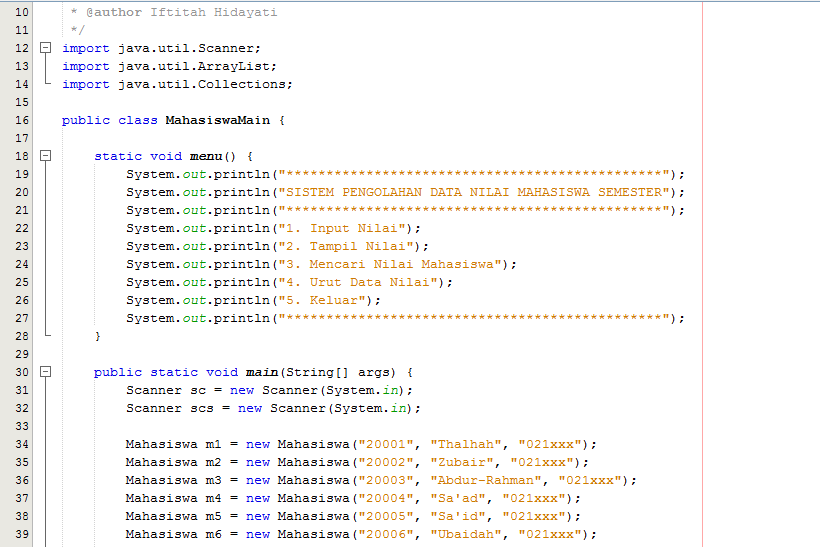 10 * @author Iftitah Hidayati
11 */
12 import java.util.Scanner;
13 import java.util.ArrayList;
14 import java.util.Collections;
15
16 public class MahasiswaMain {
17
18 static void menu() {
19 System.out.println("***********************************************");
20 System.out.println("SISTEM PENGOLAHAN DATA NILAI MAHASISWA SEMESTER");
21 System.out.println("***********************************************");
22 System.out.println("1. Input Nilai");
23 System.out.println("2. Tampil Nilai");
24 System.out.println("3. Mencari Nilai Mahasiswa");
25 System.out.println("4. Urut Data Nilai");
26 System.out.println("5. Keluar");
27 System.out.println("***********************************************");
28 }
29
30 public static void main(String[] args) {
31 Scanner sc = new Scanner(System.in);
32 Scanner scs = new Scanner(System.in);
33
34 Mahasiswa m1 = new Mahasiswa("20001", "Thalhah", "021xxx");
35 Mahasiswa m2 = new Mahasiswa("20002", "Zubair", "021xxx");
36 Mahasiswa m3 = new Mahasiswa("20003", "Abdur-Rahman", "021xxx");
37 Mahasiswa m4 = new Mahasiswa("20004", "Sa'ad", "021xxx");
38 Mahasiswa m5 = new Mahasiswa("20005", "Sa'id", "021xxx");
39 Mahasiswa m6 = new Mahasiswa("20006", "Ubaidah", "021xxx");